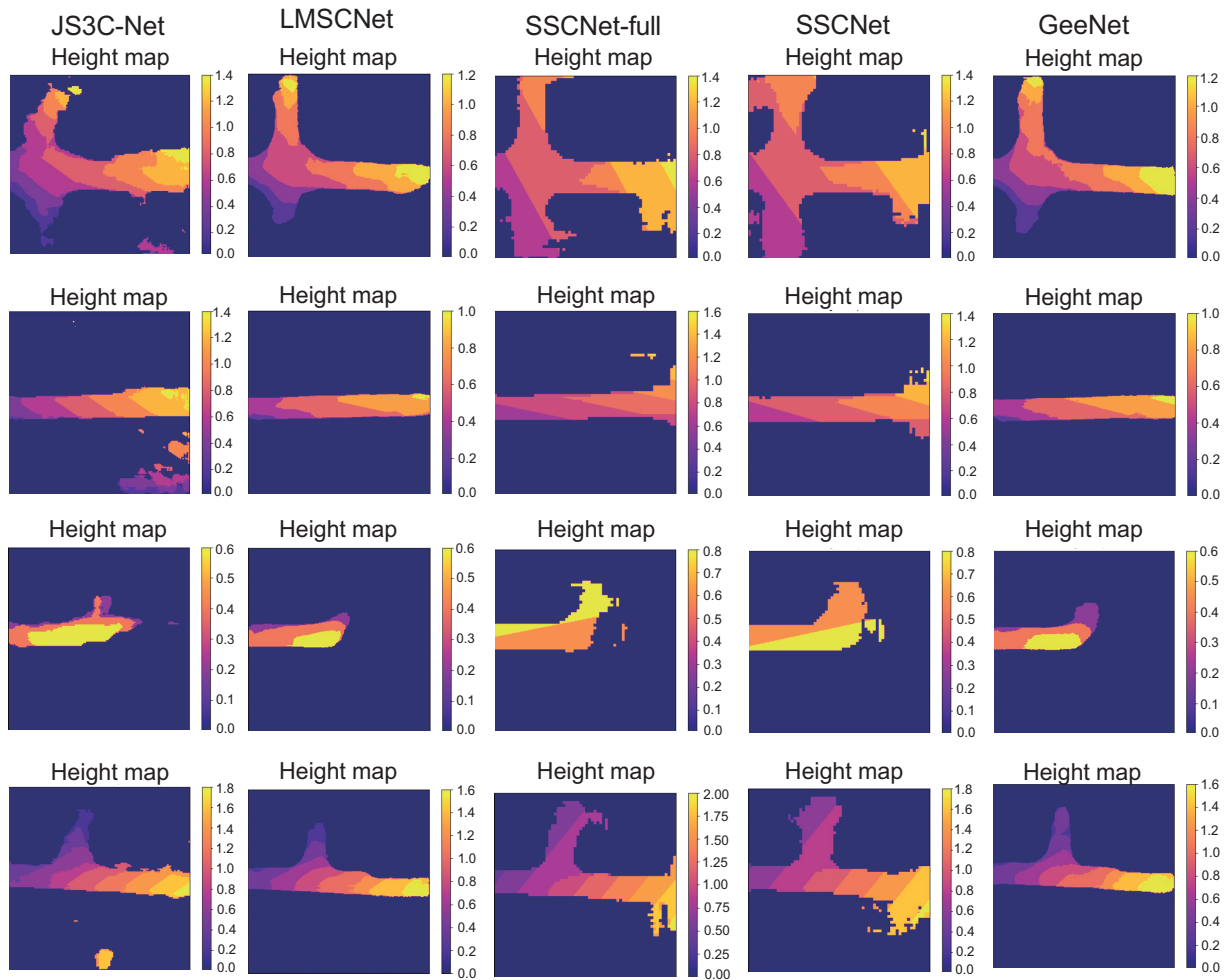 JS3C-Net LMSCNet SSCNet-full SSCNet GeeNet
Height map Height map Height map Height map Height map
1.4 1.2 1.4 1.4 1.2
1.2 1.0 1.2 1.2 1.0
1.0 0.8 1.0 1.0 0.8
0.8 0.6 0.8 0.8 0.6
0.6 0.4 0.6 0.6 0.4
0.4 0.2 0.4 0.4 0.2
0.2 0.0 0.2 0.2 0.0
0.0 0.0 0.0
Height map Height map Height map Height map Height map
1.4 1.0 1.6 1.4 1.0
1.2 0.8 1.4 1.2 0.8
1.0 0.6 1.2 1.0 0.6
0.8 0.4 1.0 0.8 0.4
0.6 0.2 0.8 0.6 0.2
0.4 0.0 0.6 0.4 0.0
0.2 0.4 0.2
0.0 0.2 0.0
0.0
Height map Height map Height map Height map Height map
0.6 0.6 0.8 0.8 0.6
0.5 0.5 0.7 0.7 0.5
0.4 0.4 0.6 0.6 0.4
0.3 0.3 0.5 0.5 0.3
0.2 0.2 0.4 0.4 0.2
0.1 0.1 0.3 0.3 0.1
0.0 0.0 0.2 0.2 0.0
0.1 0.1
0.0 0.0
Height map Height map Height map Height map Height map
1.8 1.6 2.00 1.8 1.6
1.6 1.4 1.75 1.6 1.4
1.4 1.2 1.50 1.4 1.2
1.2 1.0 1.25 1.2 1.0
1.0 0.8 1.00 1.0 0.8
0.8 0.6 0.75 0.8 0.6
0.6 0.4 0.50 0.6 0.4
0.4 0.2 0.25 0.4 0.2
0.2 0.0 0.00 0.2 0.0
0.0 0.0